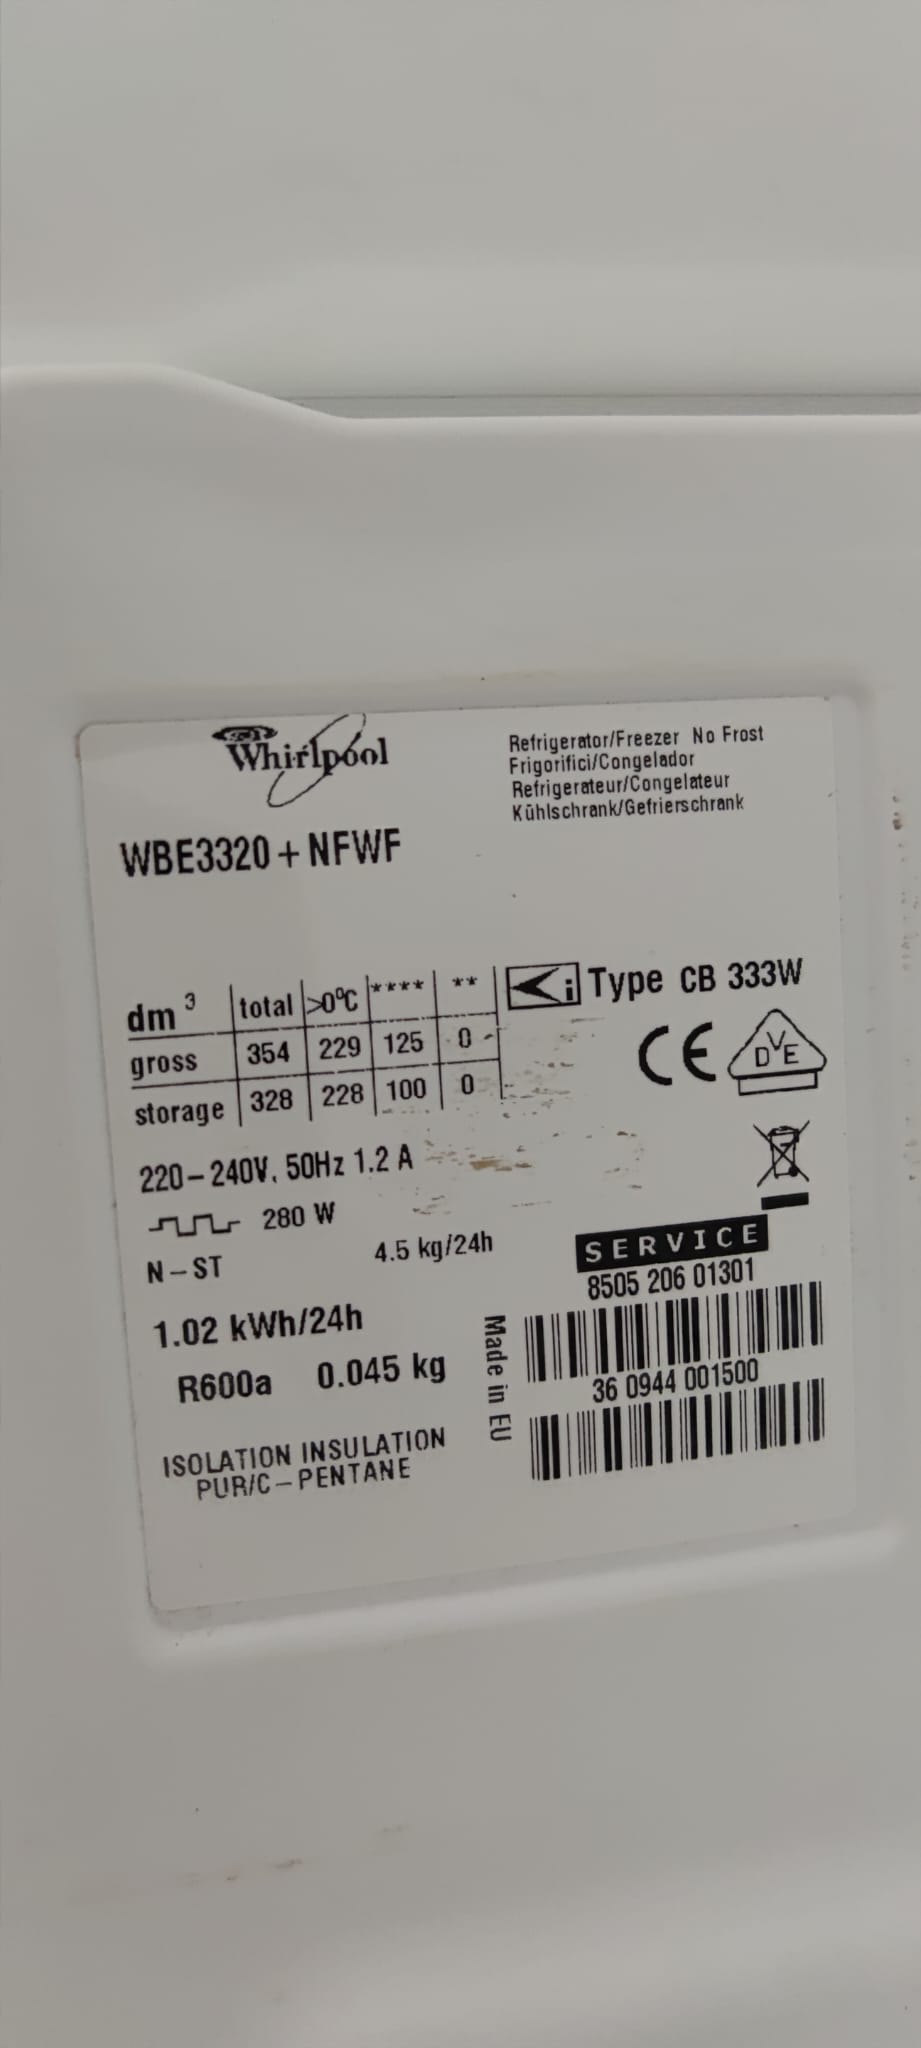 Whirlpool
Refrigerator/Freezer No Frost
Frigorifici/Congelador
Refrigerateur/Congelateur
Kühlschrank/Gefrierschrank
WBE3320 + NFWF
dm³ total >0°C **** **
gross 354 229 125 0
storage 328 228 100 0
i Type CB 333W
CE DVE
220-240V, 50Hz 1.2 A
280 W
N-ST 4.5 kg/24h
1.02 kWh/24h
R600a 0.045 kg
ISOLATION INSULATION
PUR/C-PENTANE
Made in EU
SERVICE
8505 206 01301
36 0944 001500